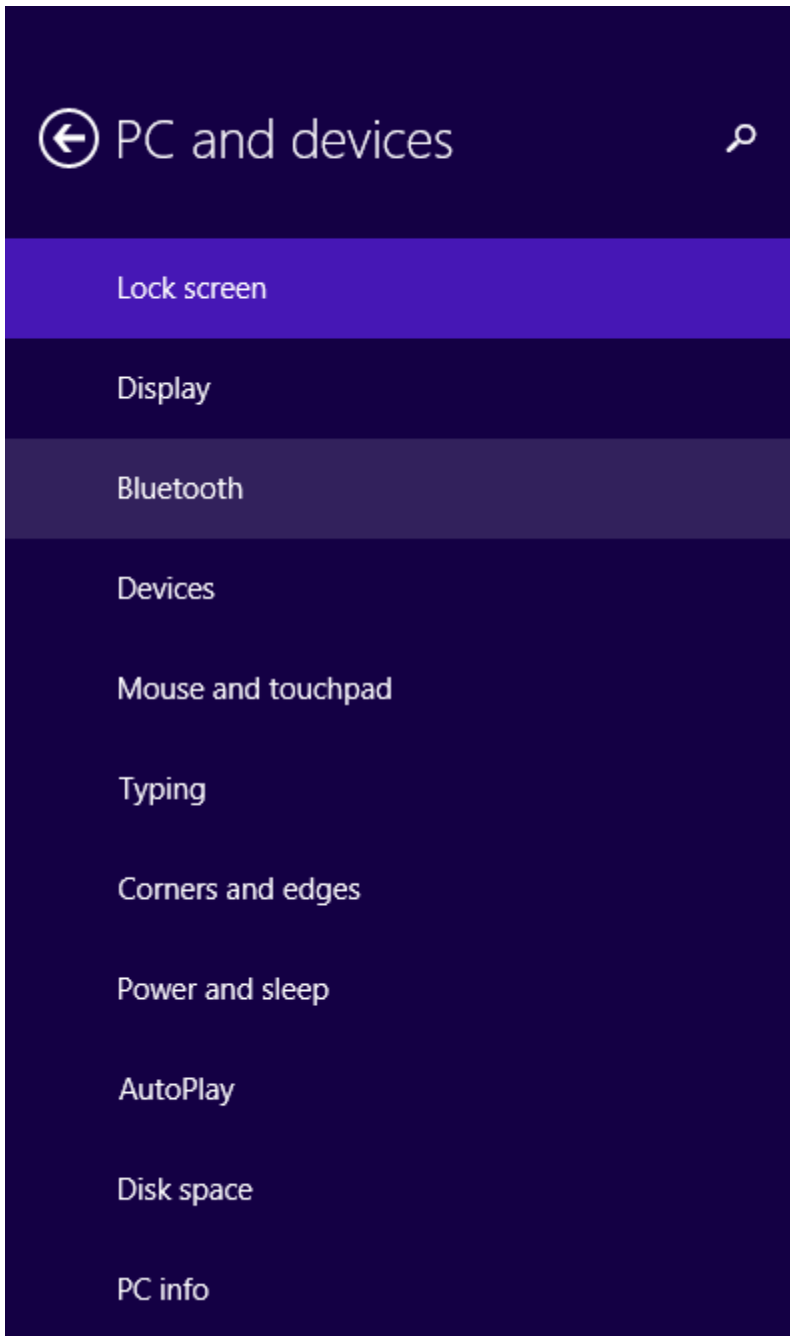 PC and devices
Lock screen
Display
Bluetooth
Devices
Mouse and touchpad
Typing
Corners and edges
Power and sleep
AutoPlay
Disk space
PC info